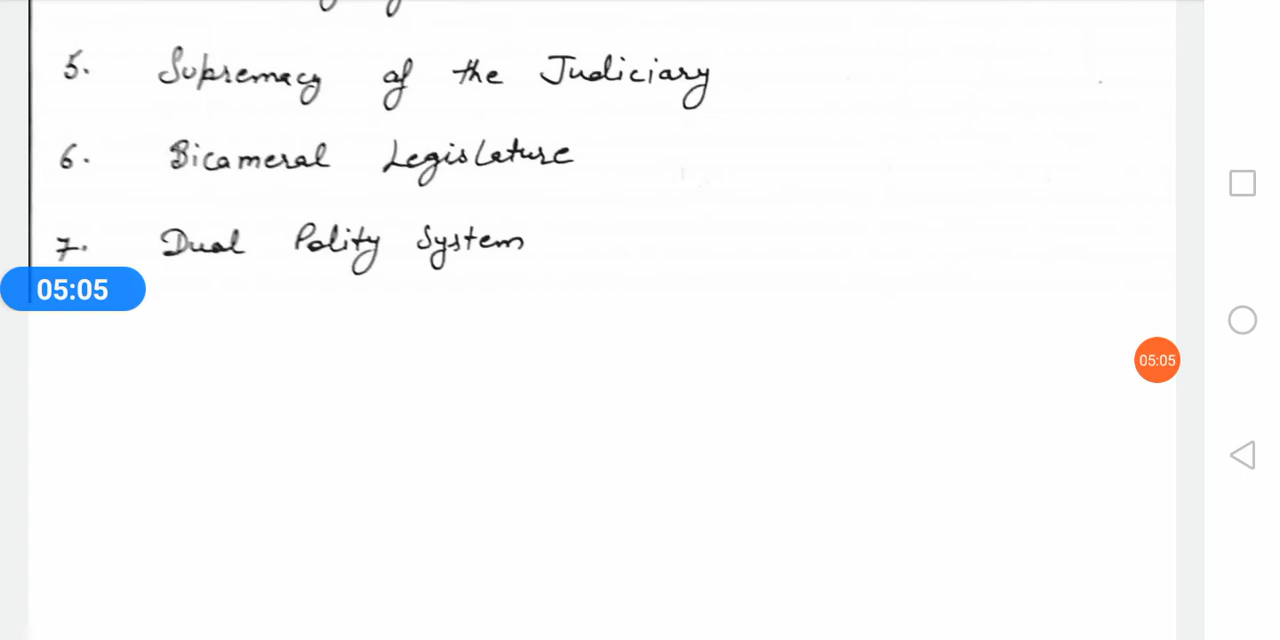 5. Supremacy of the Judiciary
6. Bicameral Legislature
7. Dual Polity System
05:05
05:05